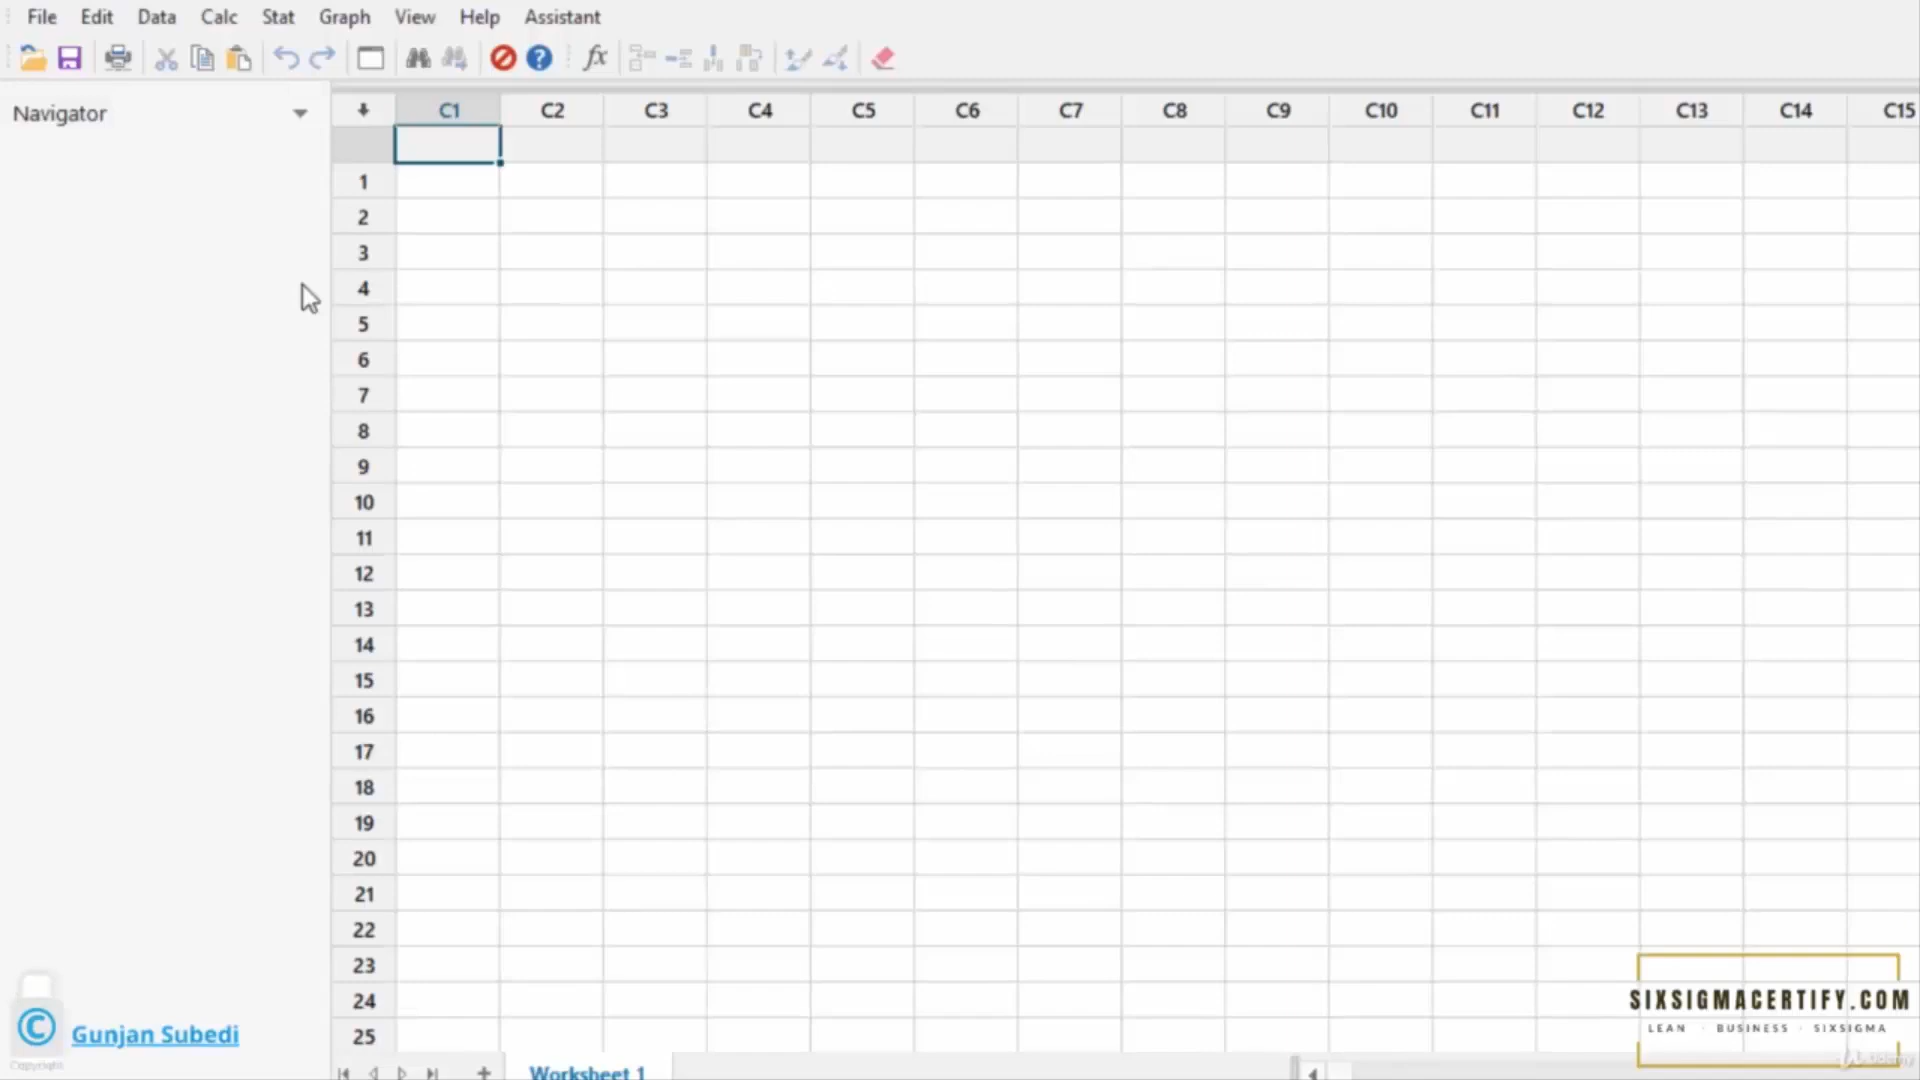 File Edit Data Calc Stat Graph View Help Assistant
? fx
Navigator
C1 C2 C3 C4 C5 C6 C7 C8 C9 C10 C11 C12 C13 C14 C15
1
2
3
4
5
6
7
8
9
10
11
12
13
14
15
16
17
18
19
20
21
22
23
24
25
SIXSIGMACERTIFY.COM
LEAN · BUSINESS · SIXSIGMA
© Gunjan Subedi
Copyright
Worksheet 1
Udemy